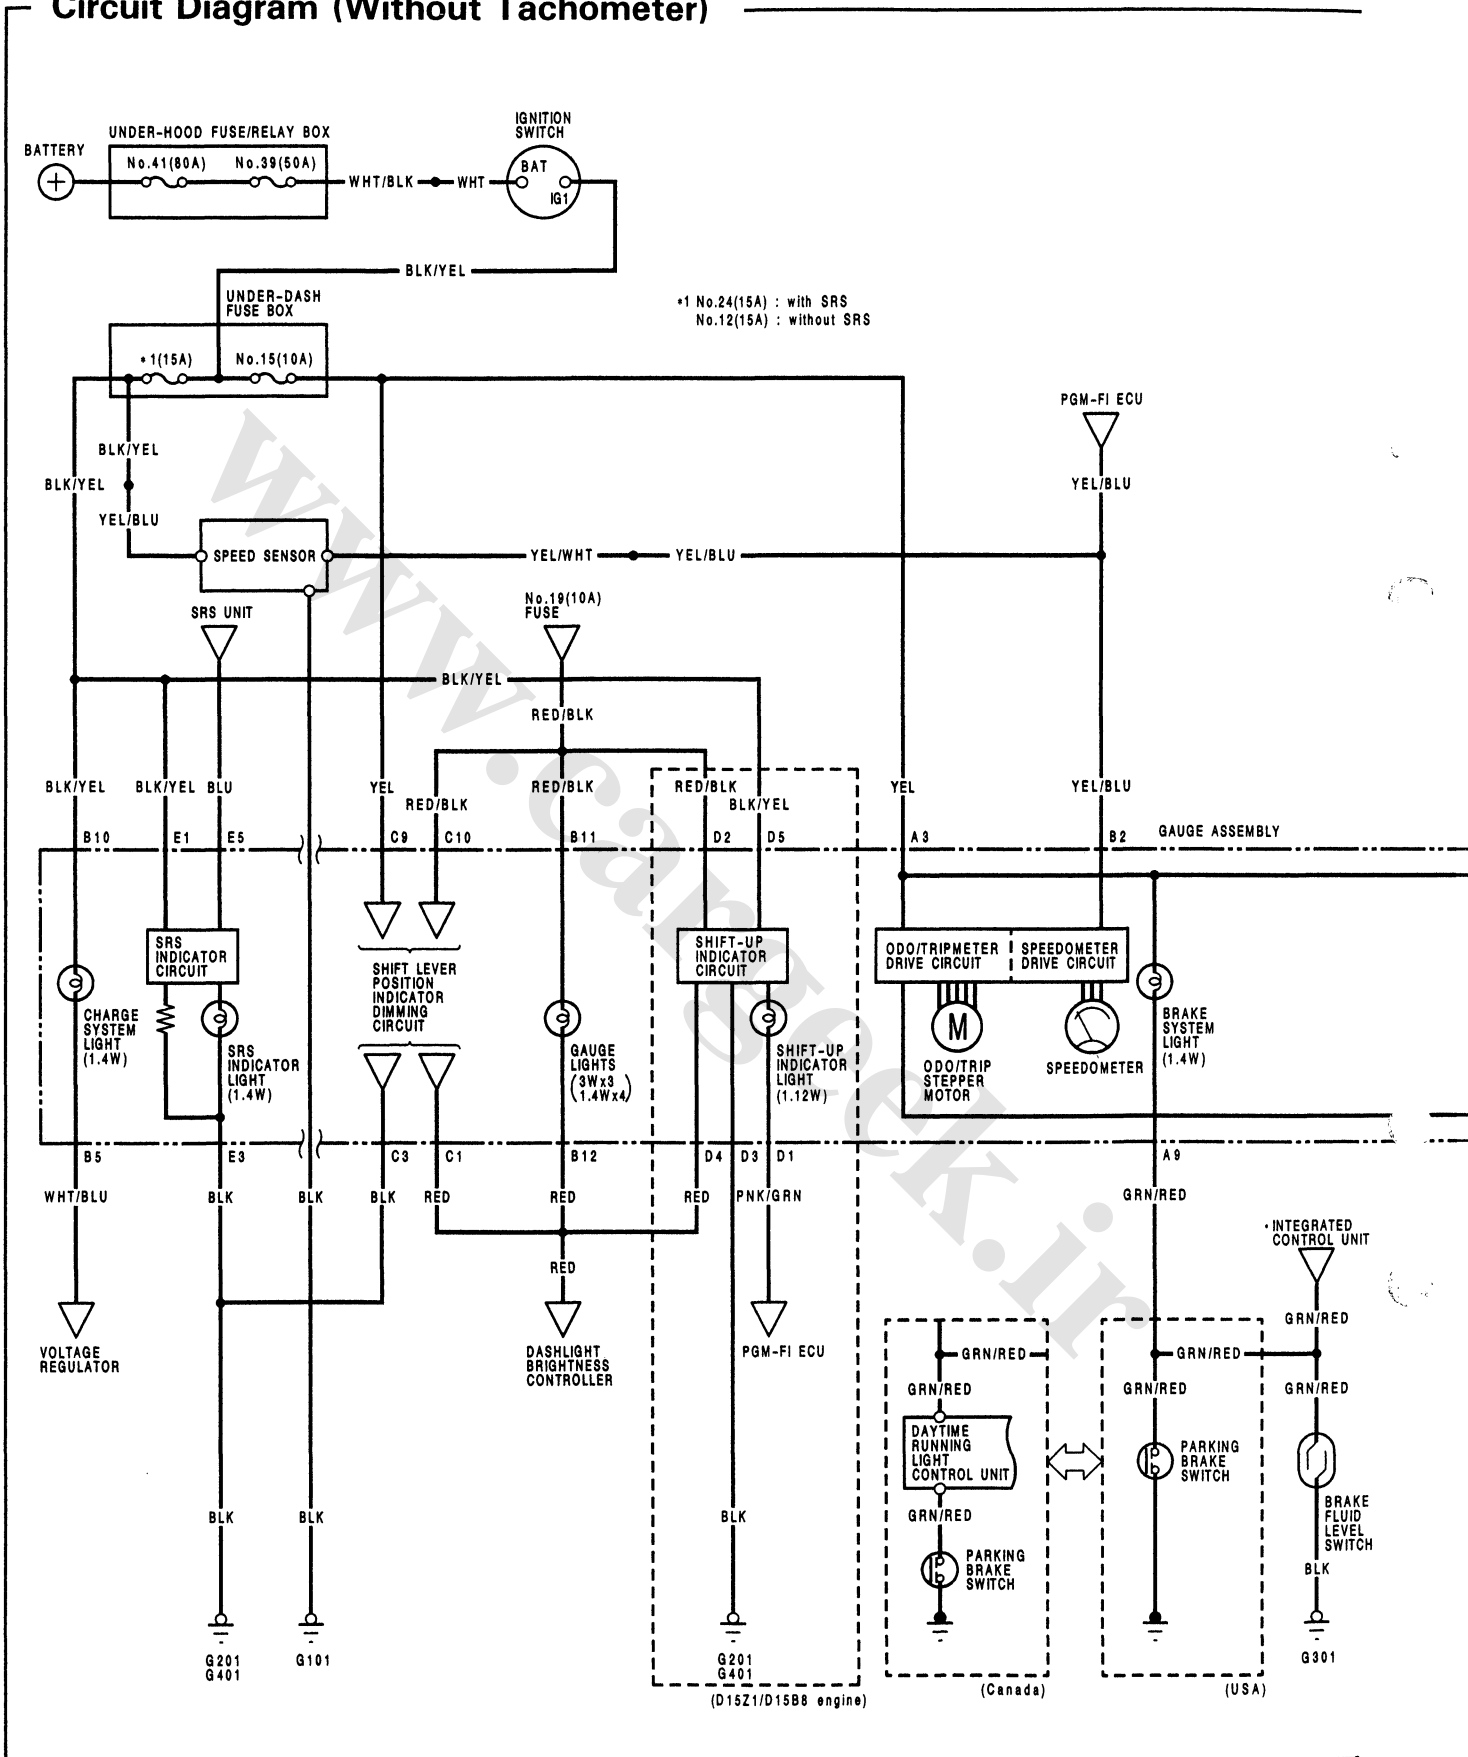 Circuit Diagram (Without Tachometer)
IGNITION
SWITCH
UNDER-HOOD FUSE/RELAY BOX
BATTERY
No.41(80A)
No.39(50A)
BAT
WHT/BLK
WHT
IG1
BLK/YEL
UNDER-DASH
FUSE BOX
*1 No.24(15A) : with SRS
No.12(15A) : without SRS
*1(15A)
No.15(10A)
PGM-FI ECU
BLK/YEL
BLK/YEL
YEL/BLU
YEL/BLU
SPEED SENSOR
YEL/WHT
YEL/BLU
SRS UNIT
No.19(10A)
FUSE
BLK/YEL
RED/BLK
BLK/YEL
BLK/YEL
BLU
YEL
RED/BLK
RED/BLK
RED/BLK
BLK/YEL
YEL
YEL/BLU
B10
E1
E5
C9
C10
B11
D2
D5
A3
B2
GAUGE ASSEMBLY
SRS
INDICATOR
CIRCUIT
SHIFT-UP
INDICATOR
CIRCUIT
ODO/TRIPMETER
DRIVE CIRCUIT
SPEEDOMETER
DRIVE CIRCUIT
SHIFT LEVER
POSITION
INDICATOR
DIMMING
CIRCUIT
CHARGE
SYSTEM
LIGHT
(1.4W)
SRS
INDICATOR
LIGHT
(1.4W)
GAUGE
LIGHTS
(3Wx3
1.4Wx4)
SHIFT-UP
INDICATOR
LIGHT
(1.12W)
M
ODO/TRIP
STEPPER
MOTOR
SPEEDOMETER
BRAKE
SYSTEM
LIGHT
(1.4W)
B5
E3
C3
C1
B12
D4
D3
D1
A9
WHT/BLU
BLK
BLK
BLK
RED
RED
RED
PNK/GRN
GRN/RED
• INTEGRATED
CONTROL UNIT
RED
GRN/RED
VOLTAGE
REGULATOR
DASHLIGHT
BRIGHTNESS
CONTROLLER
PGM-FI ECU
GRN/RED
GRN/RED
GRN/RED
GRN/RED
GRN/RED
DAYTIME
RUNNING
LIGHT
CONTROL UNIT
PARKING
BRAKE
SWITCH
BRAKE
FLUID
LEVEL
SWITCH
BLK
BLK
BLK
GRN/RED
PARKING
BRAKE
SWITCH
BLK
G201
G401
G101
G201
G401
G301
(D15Z1/D15B8 engine)
(Canada)
(USA)
www.cargeek.ir